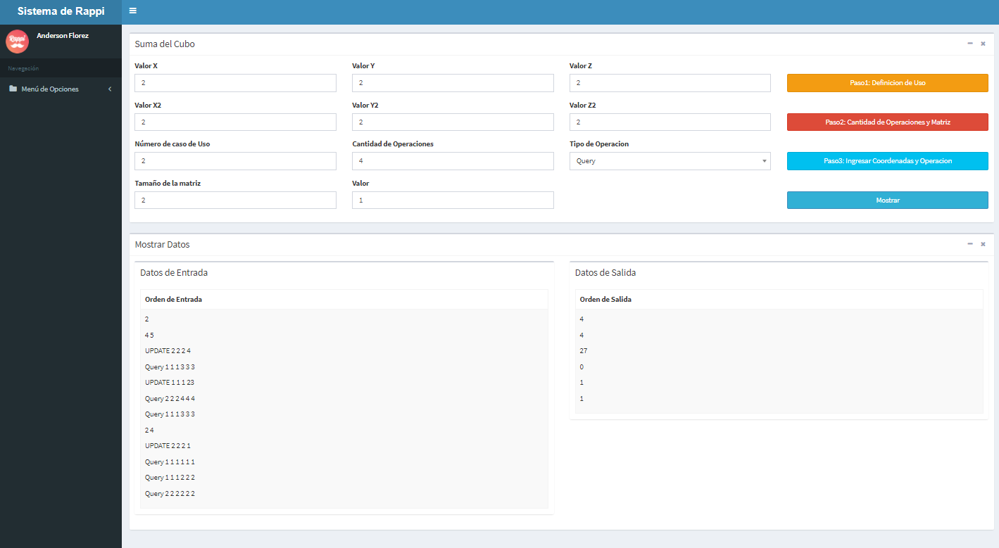 Sistema de Rappi
Rappi
Anderson Florez
Navegación
Menú de Opciones
Suma del Cubo
Valor X
Valor Y
Valor Z
2
2
2
Paso1: Definicion de Uso
Valor X2
Valor Y2
Valor Z2
2
2
2
Paso2: Cantidad de Operaciones y Matriz
Número de caso de Uso
Cantidad de Operaciones
Tipo de Operacion
2
4
Query
Paso3: Ingresar Coordenadas y Operacion
Tamaño de la matriz
Valor
2
1
Mostrar
Mostrar Datos
Datos de Entrada
Orden de Entrada
2
4 5
UPDATE 2 2 2 4
Query 1 1 1 3 3 3
UPDATE 1 1 1 23
Query 2 2 2 4 4 4
Query 1 1 1 3 3 3
2 4
UPDATE 2 2 2 1
Query 1 1 1 1 1 1
Query 1 1 1 2 2 2
Query 2 2 2 2 2 2
Datos de Salida
Orden de Salida
4
4
27
0
1
1